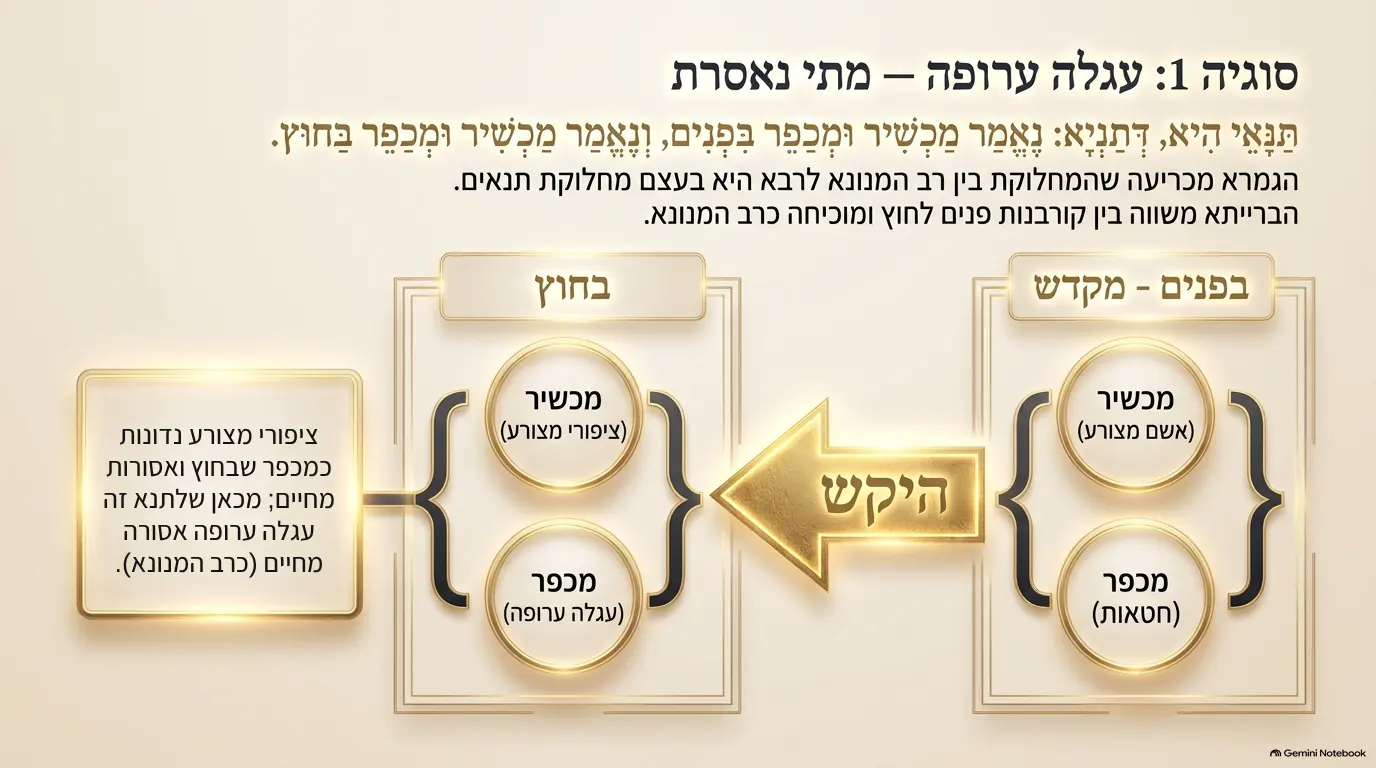 סוגיה 1: עגלה ערופה – מתי נאסרת
תַּנָּאֵי הִיא, דְּתַנְיָא: נֶאֱמַר מַכְשִׁיר וּמְכַפֵּר בִּפְנִים, וְנֶאֱמַר מַכְשִׁיר וּמְכַפֵּר בַּחוּץ.
הגמרא מכריעה שהמחלוקת בין רב המנונא לרבא היא בעצם מחלוקת תנאים.
הברייתא משווה בין קורבנות פנים לחוץ ומוכיחה כרב המנונא.
בפנים - מקדש
מכשיר
(אשם מצורע)
מכפר
(חטאות)
היקש
בחוץ
מכשיר
(ציפורי מצורע)
מכפר
(עגלה ערופה)
ציפורי מצורע נדונות
כמכפר שבחוץ ואסורות
מחיים; מכאן שלתנא זה
עגלה ערופה אסורה
מחיים (כרב המנונא).
Gemini Notebook